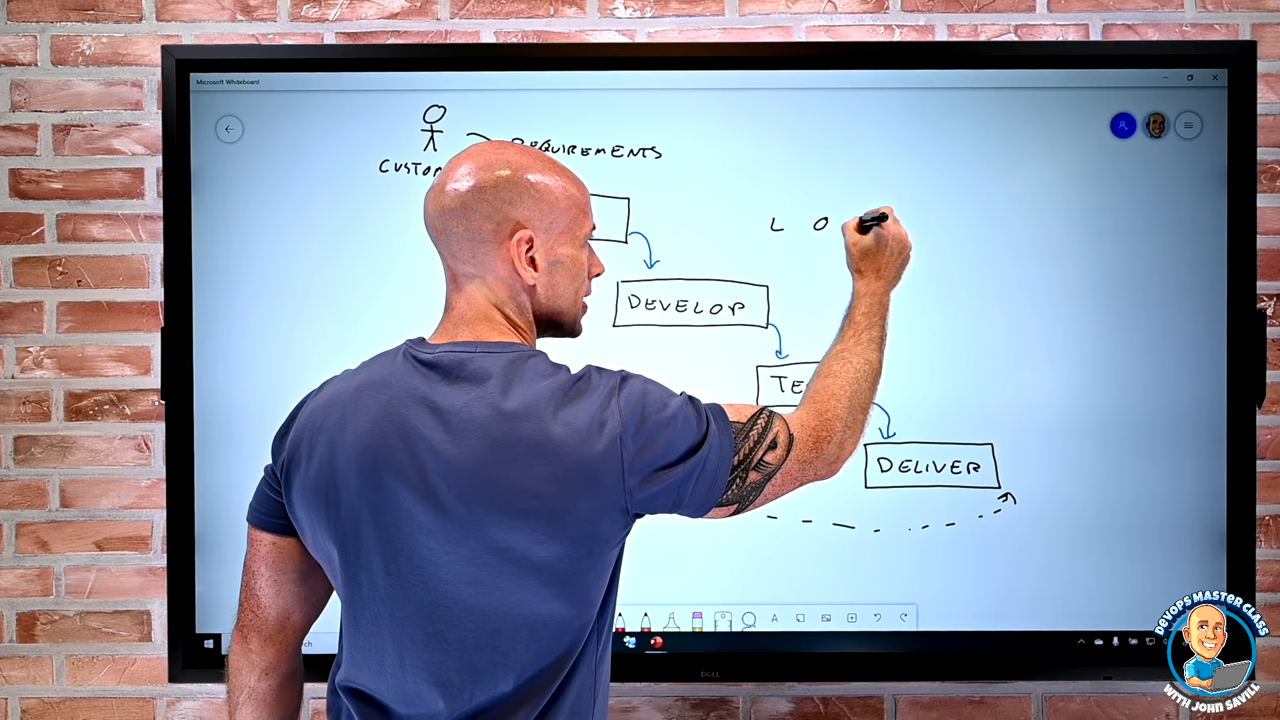 Microsoft Whiteboard
REQUIREMENTS
L O
DEVELOP
DELIVER
DELL
DEVOPS MASTER CLASS
WITH JOHN SAVILL